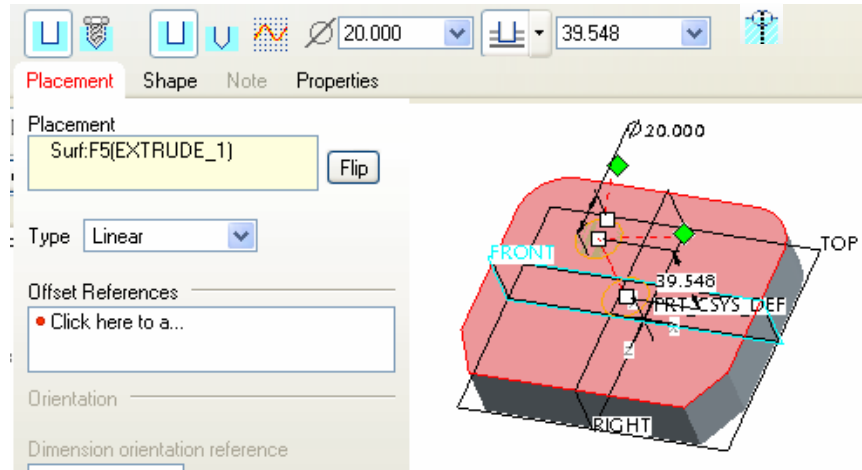 Ø 20.000 39.548
Placement Shape Note Properties
Placement
Surf:F5(EXTRUDE_1)
Flip
Type Linear
Offset References
• Click here to a...
Orientation
Dimension orientation reference
Ø 20.000
TOP
FRONT
39.548
PRT_CSYS_DEF
X
Z
RIGHT